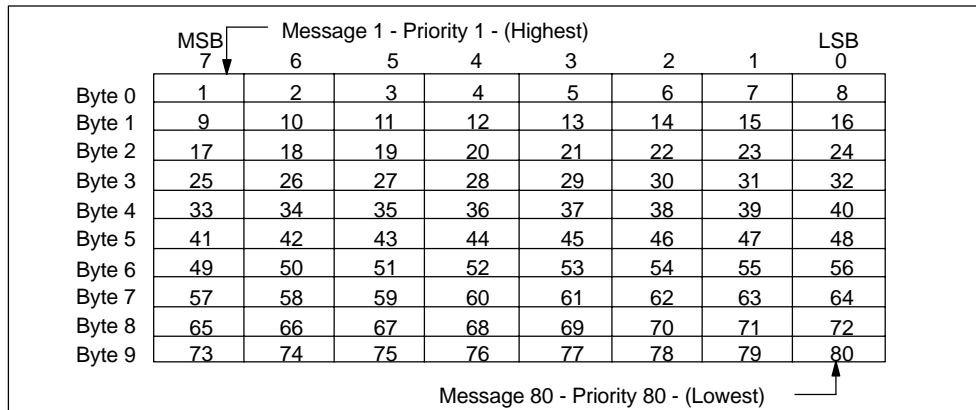 Message 1 - Priority 1 - (Highest)
MSB LSB
7 6 5 4 3 2 1 0
Byte 0 1 2 3 4 5 6 7 8
Byte 1 9 10 11 12 13 14 15 16
Byte 2 17 18 19 20 21 22 23 24
Byte 3 25 26 27 28 29 30 31 32
Byte 4 33 34 35 36 37 38 39 40
Byte 5 41 42 43 44 45 46 47 48
Byte 6 49 50 51 52 53 54 55 56
Byte 7 57 58 59 60 61 62 63 64
Byte 8 65 66 67 68 69 70 71 72
Byte 9 73 74 75 76 77 78 79 80
Message 80 - Priority 80 - (Lowest)